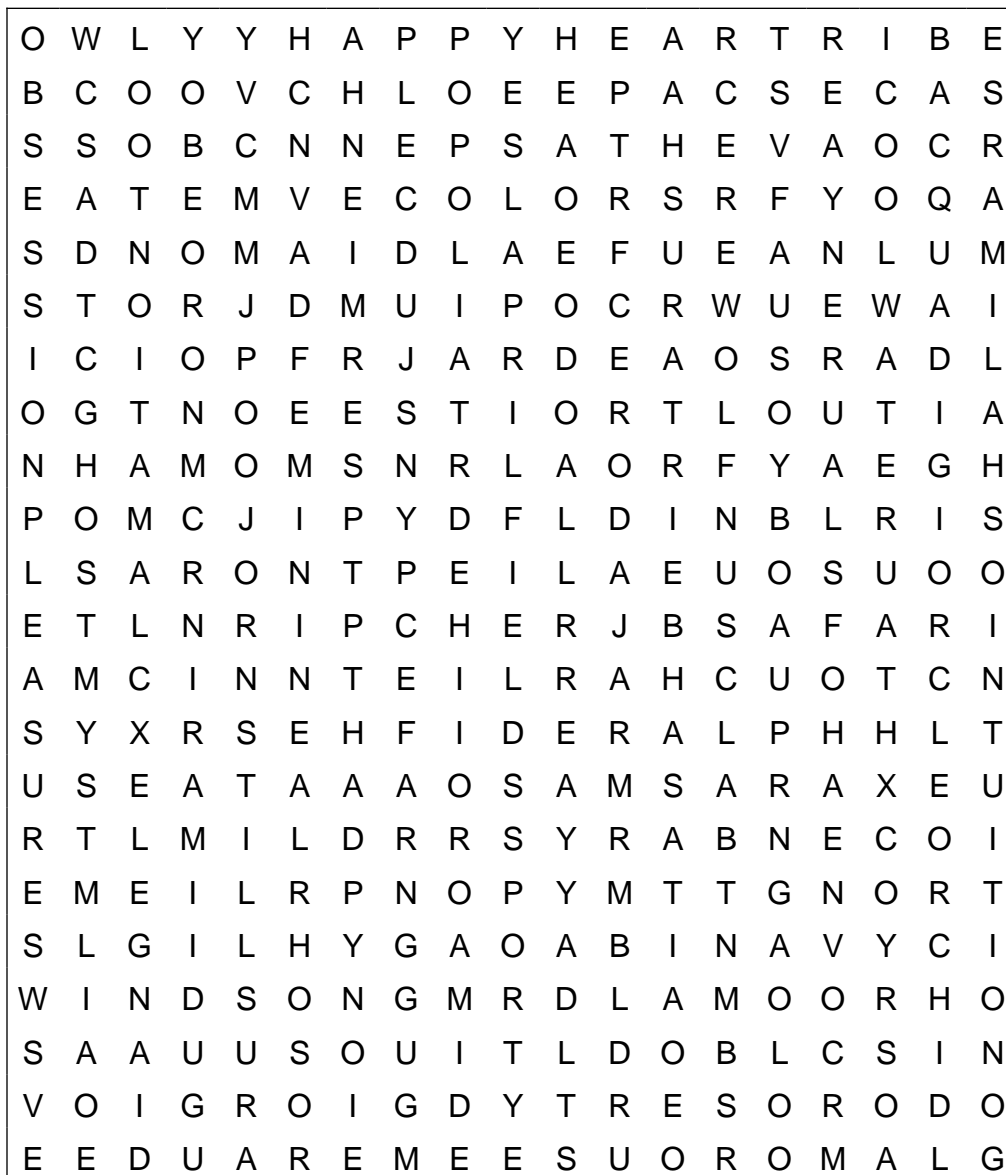 O W L Y Y H A P P Y H E A R T R I B E
B C O O V C H L O E E P A C S E C A S
S S O B C N N E P S A T H E V A O C R
E A T E M V E C O L O R S R F Y O Q A
S D N O M A I D L A E F U E A N L U M
S T O R J D M U I P O C R W U E W A I
I C I O P F R J A R D E A O S R A D L
O G T N O E E S T I O R T L O U T I A
N H A M O M S N R L A O R F Y A E G H
P O M C J I P Y D F L D I N B L R I S
L S A R O N T P E I L A E U O S U O O
E T L N R I P C H E R J B S A F A R I
A M C I N N T E I L R A H C U O T C N
S Y X R S E H F I D E R A L P H H L T
U S E A T A A A O S A M S A R A X E U
R T L M I L D R R S Y R A B N E C O I
E M E I L R P N O P Y M T T G N O R T
S L G I L H Y G A O A B I N A V Y C I
W I N D S O N G M R D L A M O O R H O
S A A U U S O U I T L D O B L C S I N
V O I G R O I G D Y T R E S O R O D O
E E D U A R E M E E S U O R O M A L G